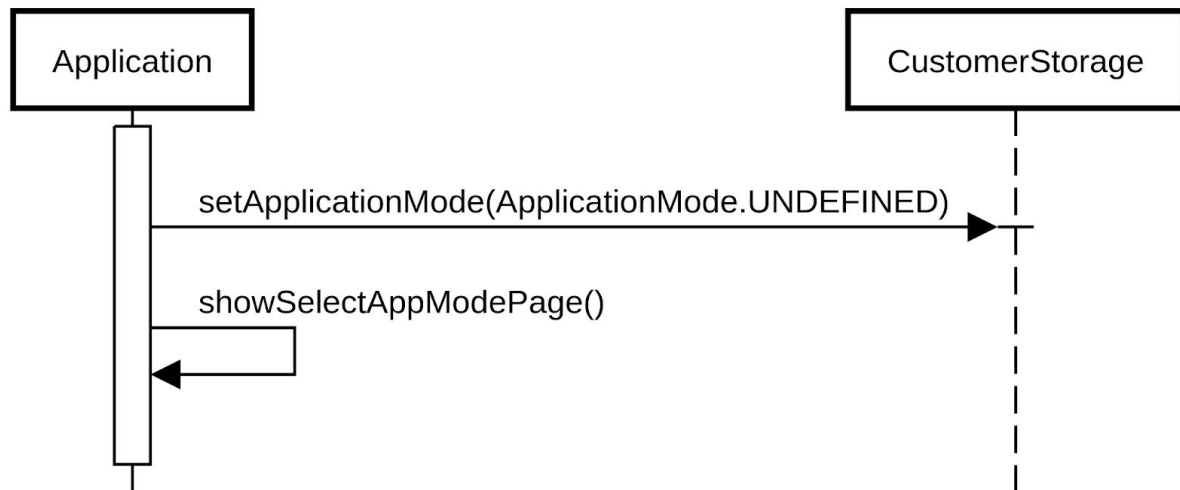 Application
CustomerStorage
setApplicationMode(ApplicationMode.UNDEFINED)
showSelectAppModePage()